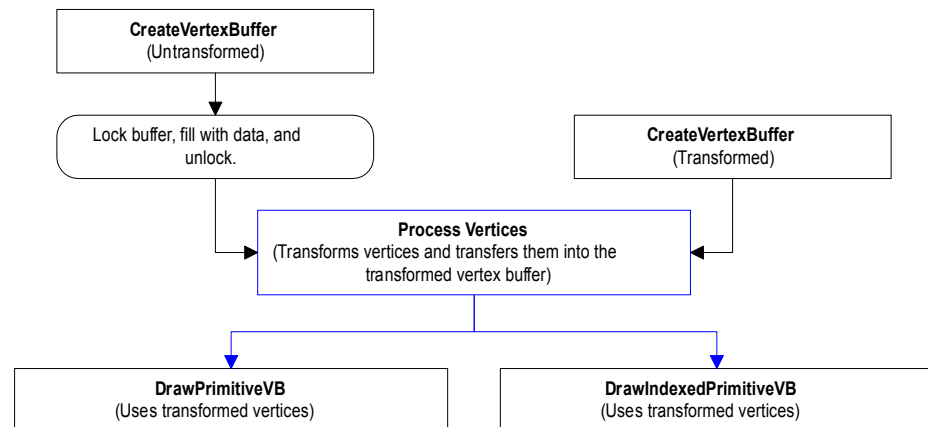 CreateVertexBuffer
(Untransformed)
Lock buffer, fill with data, and
unlock.
CreateVertexBuffer
(Transformed)
Process Vertices
(Transforms vertices and transfers them into the
transformed vertex buffer)
DrawPrimitiveVB
(Uses transformed vertices)
DrawIndexedPrimitiveVB
(Uses transformed vertices)